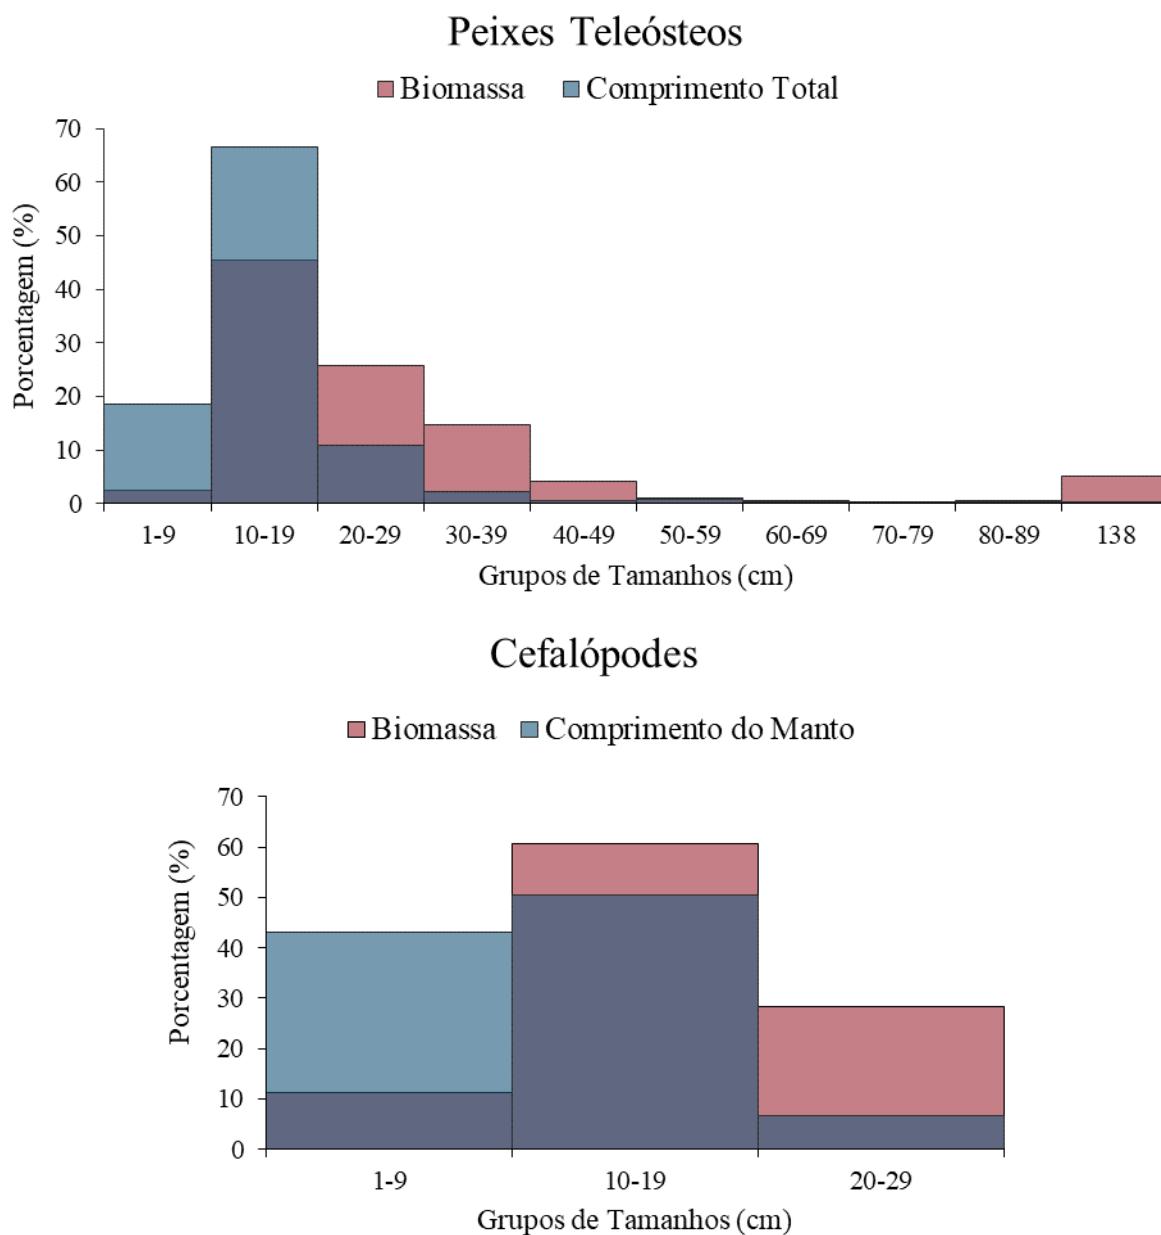 Peixes Teleósteos
Biomassa Comprimento Total
Porcentagem (%)
70
60
50
40
30
20
10
0
1-9 10-19 20-29 30-39 40-49 50-59 60-69 70-79 80-89 138
Grupos de Tamanhos (cm)
Cefalópodes
Biomassa Comprimento do Manto
Porcentagem (%)
70
60
50
40
30
20
10
0
1-9 10-19 20-29
Grupos de Tamanhos (cm)